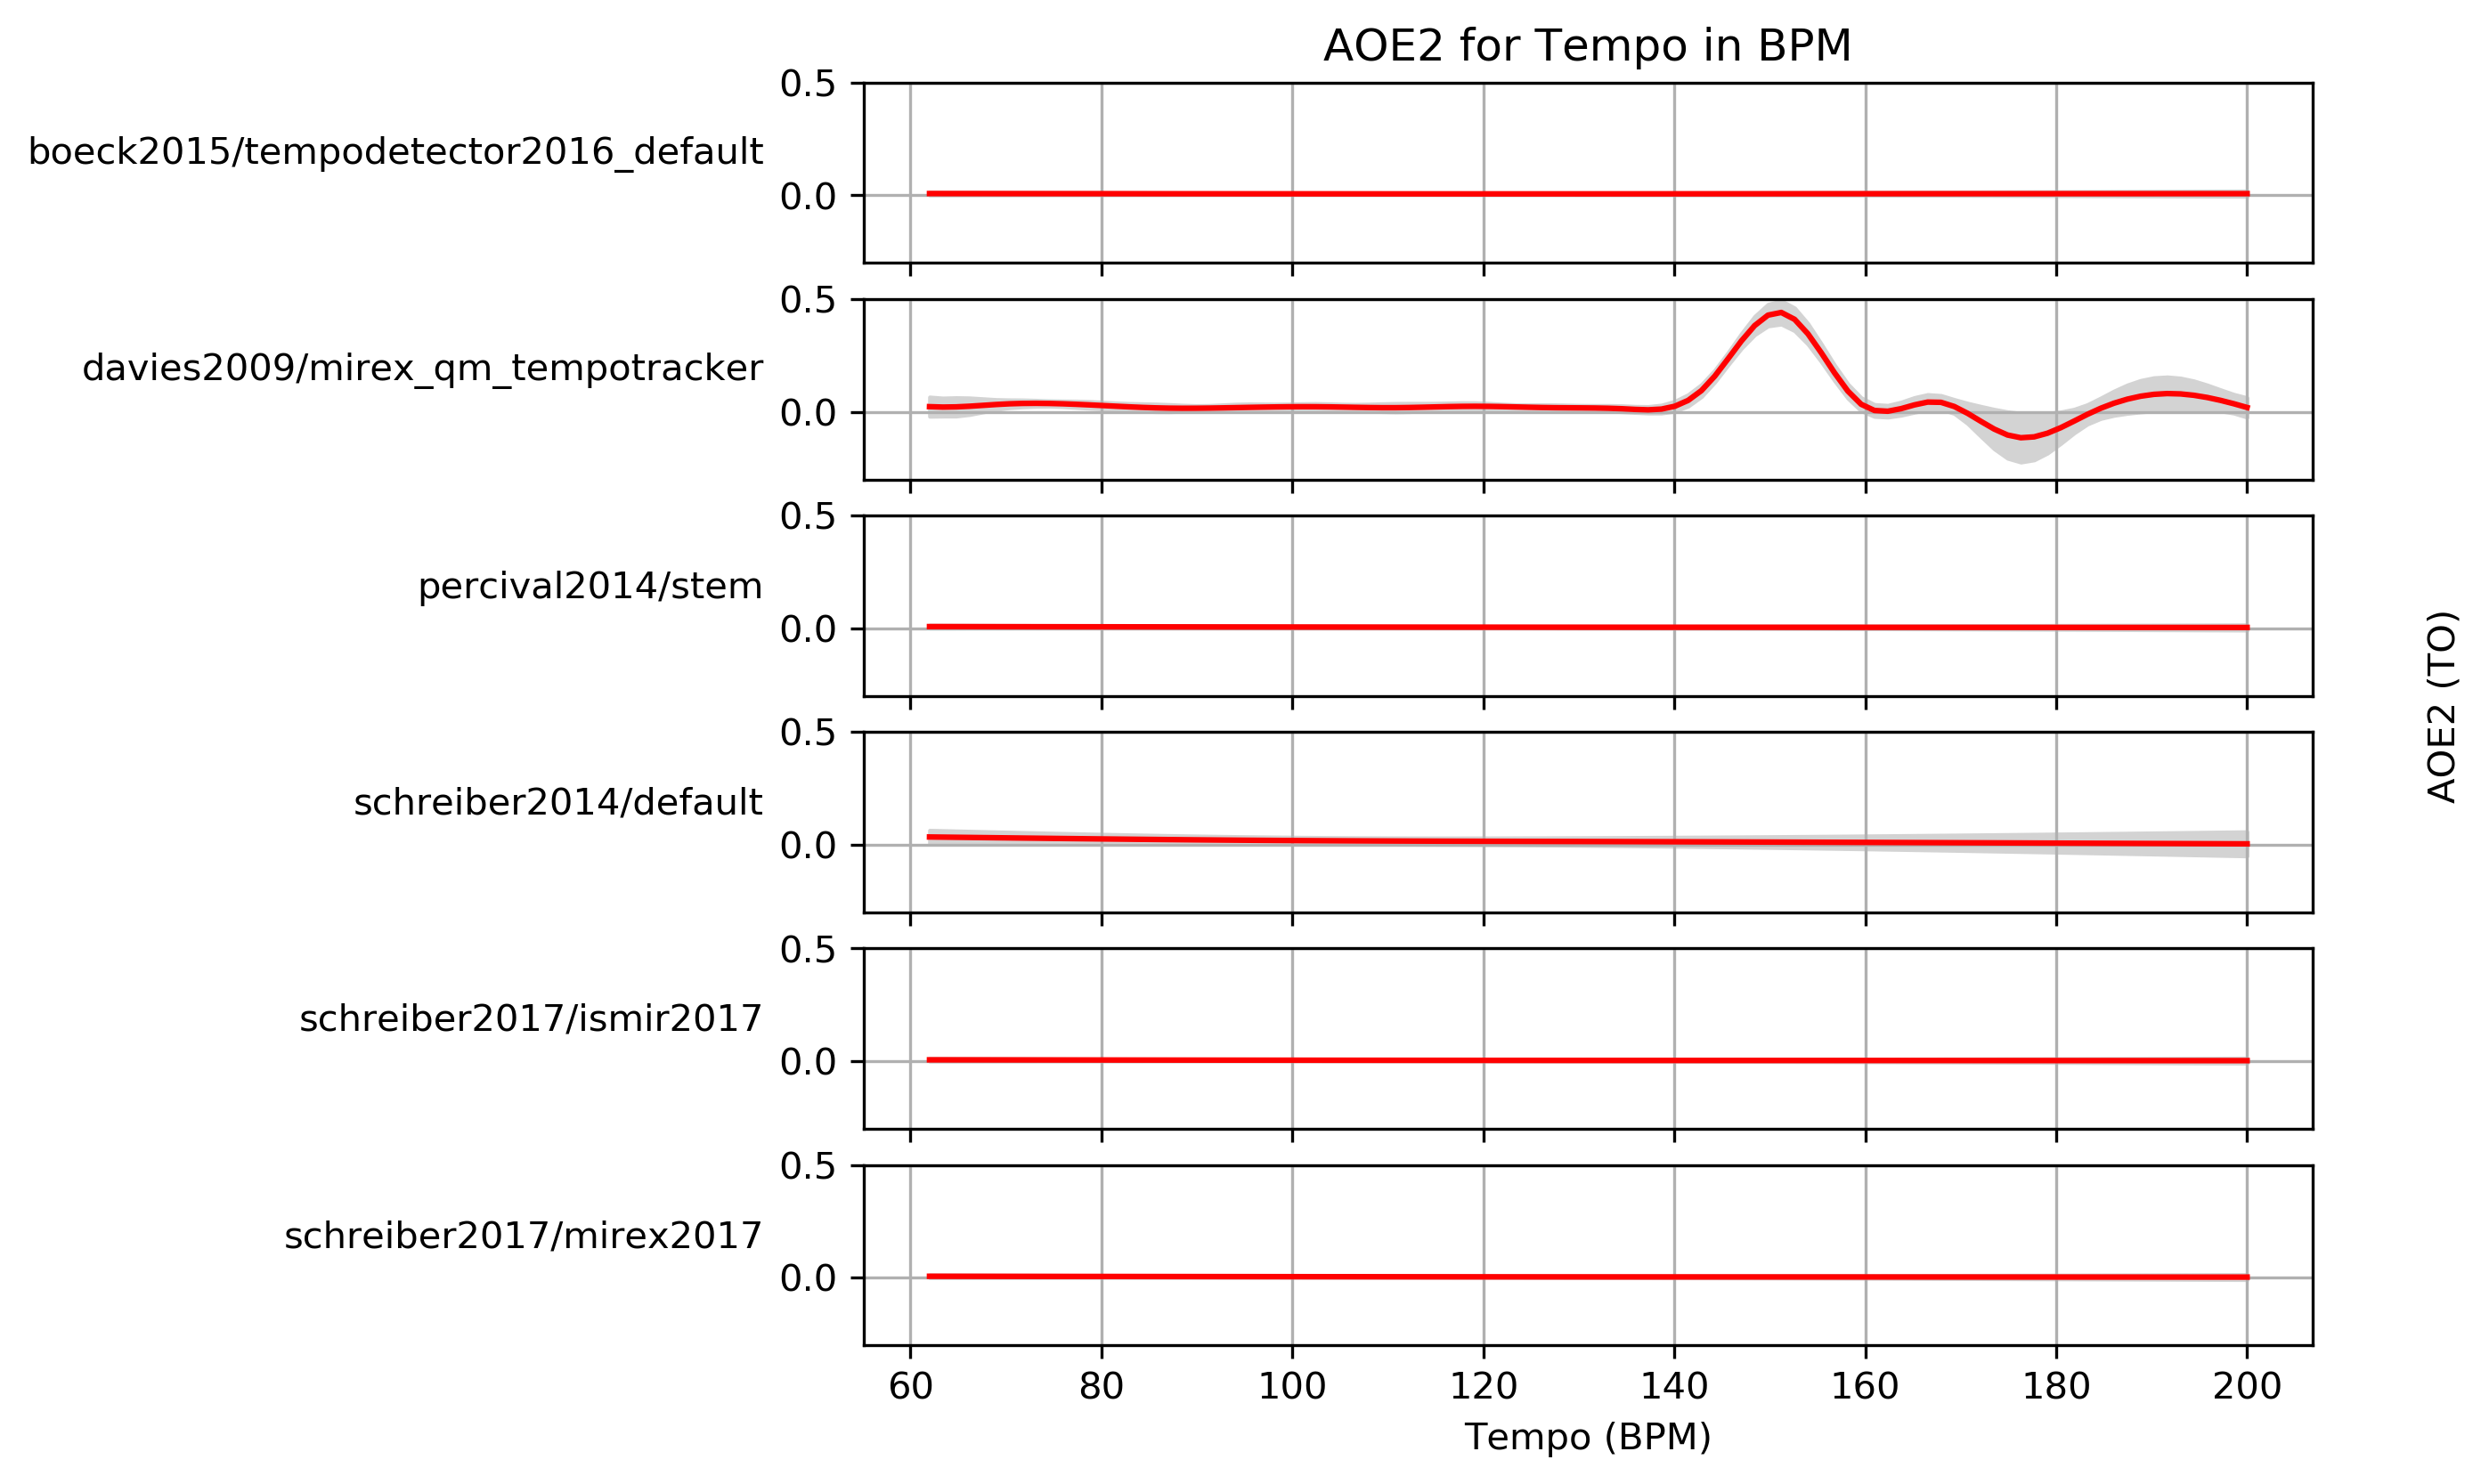 AOE2 for Tempo in BPM
0.5
boeck2015/tempodetector2016_default
0.0
0.5
davies2009/mirex_qm_tempotracker
0.0
0.5
percival2014/stem
0.0
AOE2 (TO)
0.5
schreiber2014/default
0.0
0.5
schreiber2017/ismir2017
0.0
0.5
schreiber2017/mirex2017
0.0
60 80 100 120 140 160 180 200
Tempo (BPM)